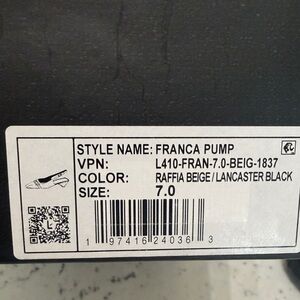 STYLE NAME: FRANCA PUMP
VPN: L410-FRAN-7.0-BEIG-1837
COLOR: RAFFIA BEIGE / LANCASTER BLACK
SIZE: 7.0
L
1 97416 24036 3